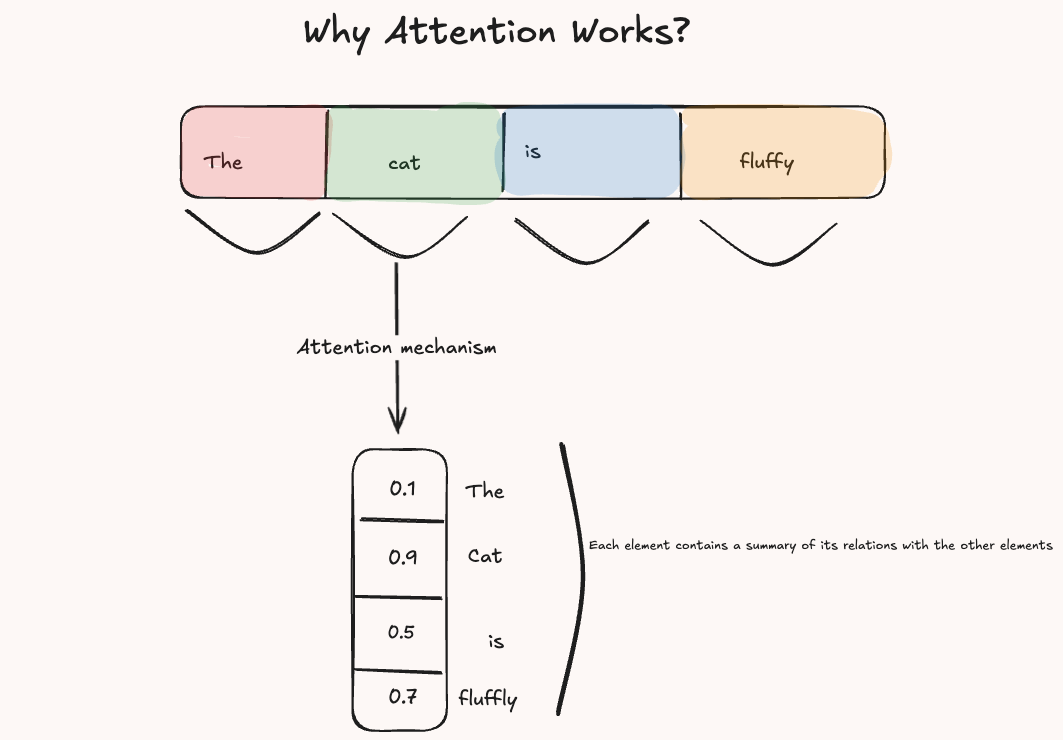 Why Attention Works?
The cat is fluffy
Attention mechanism
0.1 The
0.9 Cat
Each element contains a summary of its relations with the other elements
0.5 is
0.7 fluffly